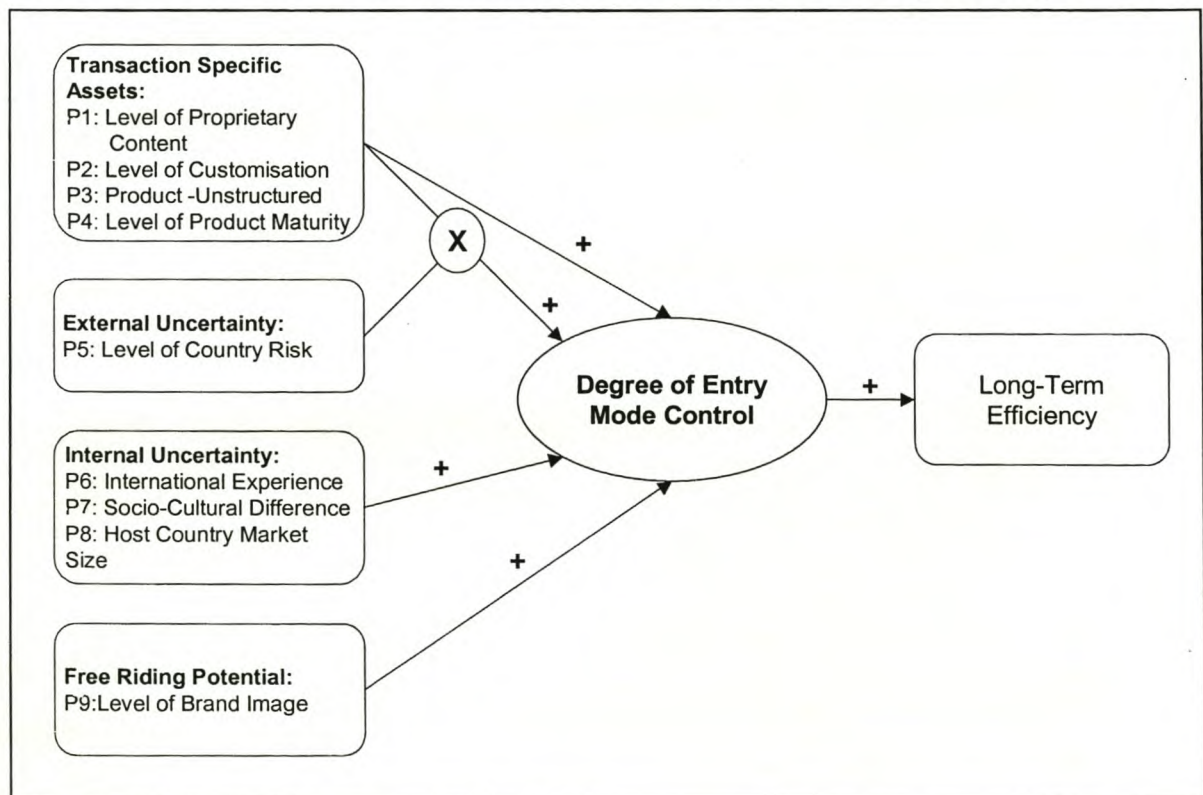 Transaction Specific
Assets:
P1: Level of Proprietary
Content
P2: Level of Customisation
P3: Product -Unstructured
P4: Level of Product Maturity
X
+
+
External Uncertainty:
P5: Level of Country Risk
Degree of Entry
Mode Control
+
Long-Term
Efficiency
Internal Uncertainty:
P6: International Experience
P7: Socio-Cultural Difference
P8: Host Country Market
Size
+
+
Free Riding Potential:
P9:Level of Brand Image